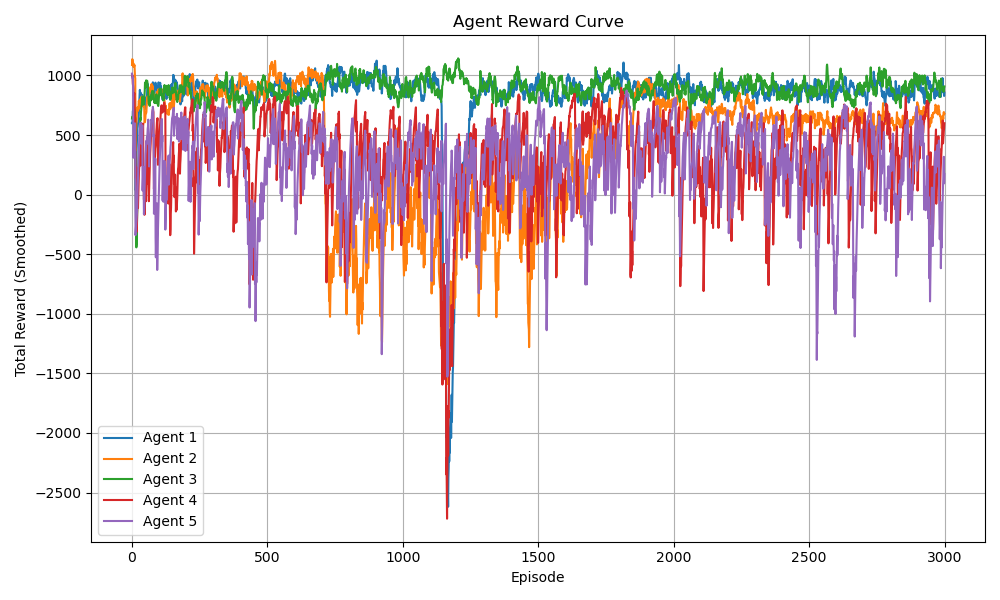 Agent Reward Curve
Total Reward (Smoothed)
1000
500
0
−500
−1000
−1500
−2000
−2500
Agent 1
Agent 2
Agent 3
Agent 4
Agent 5
0 500 1000 1500 2000 2500 3000
Episode